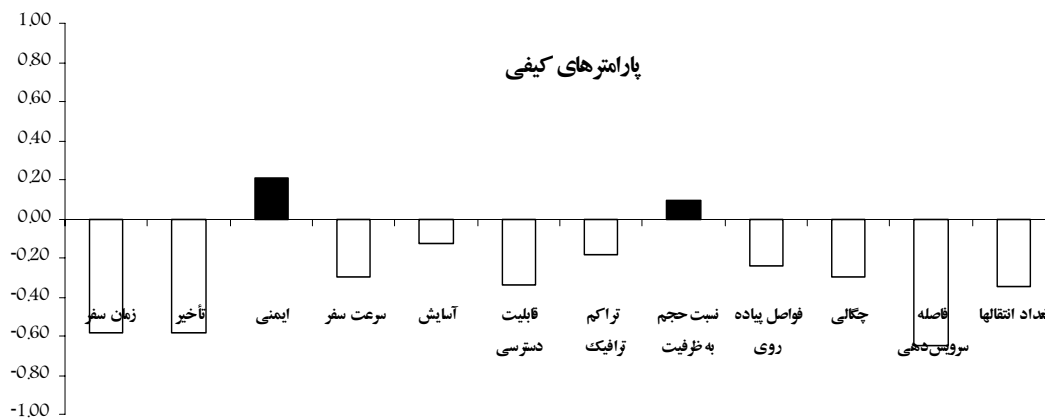 پارامترهای کیفی
1.00
0.80
0.60
0.40
0.20
0.00
-0.20
-0.40
-0.60
-0.80
-1.00
زمان سفر
تأخیر
ایمنی
سرعت سفر
آسایش
قابلیت
دسترسی
تراکم
ترافیک
نسبت حجم
به ظرفیت
فواصل پیاده
روی
چگالی
فاصله
سرویس‌دهی
تعداد انتقالها